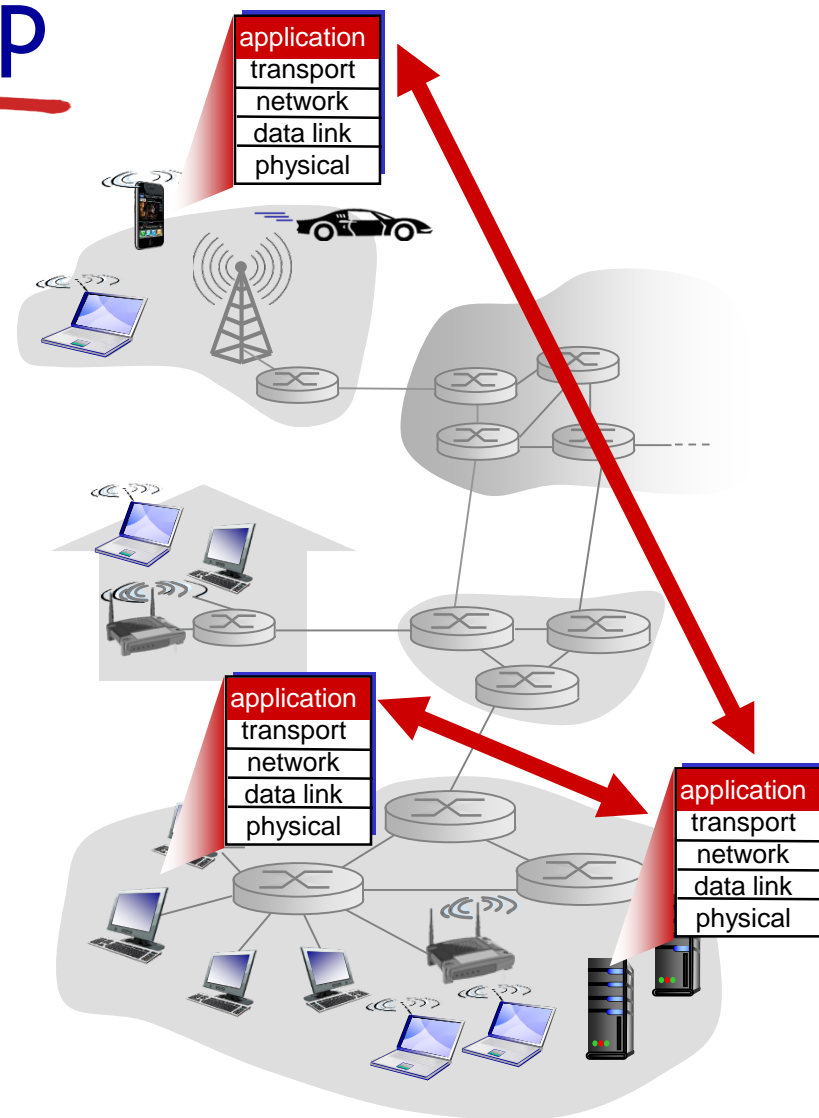 p
application
transport
network
data link
physical
application
transport
network
data link
physical
application
transport
network
data link
physical